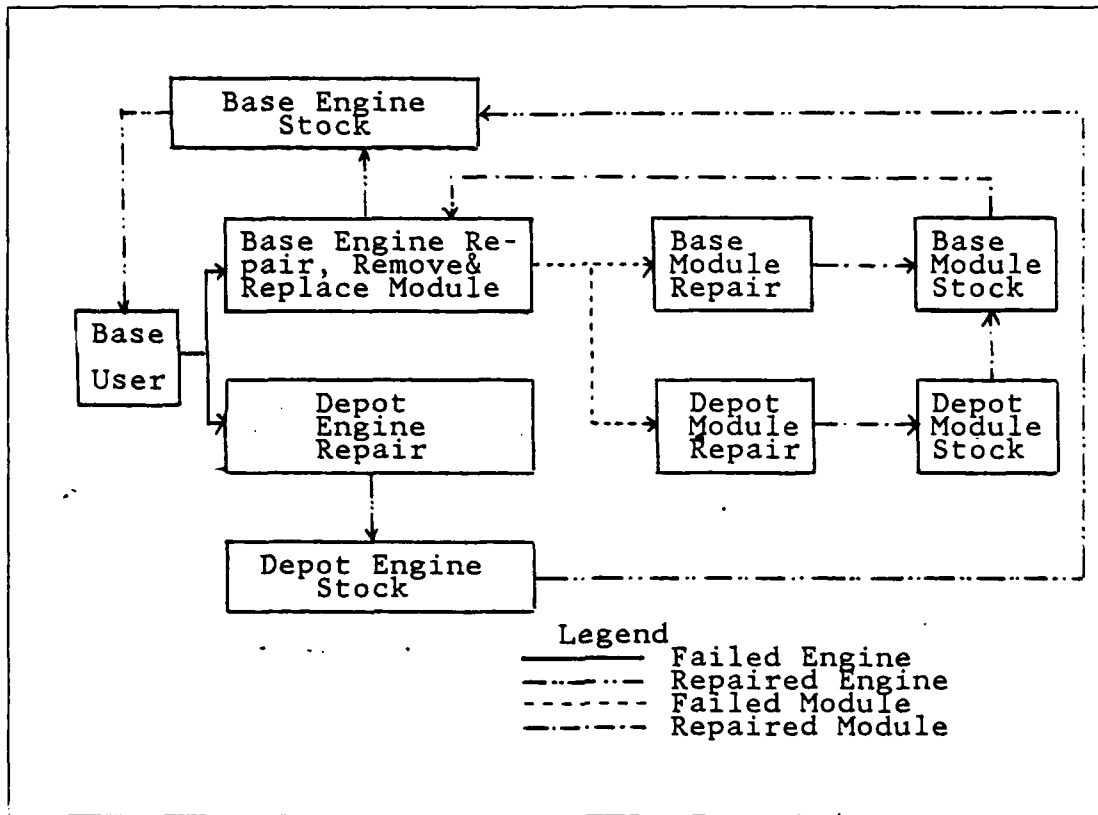 Base Engine
Stock
Base Engine Re-
pair, Remove&
Replace Module
Base
Module
Repair
Base
Module
Stock
Base
User
Depot
Engine
Repair
Depot
Module
Repair
Depot
Module
Stock
Depot Engine
Stock
Legend
Failed Engine
Repaired Engine
Failed Module
Repaired Module